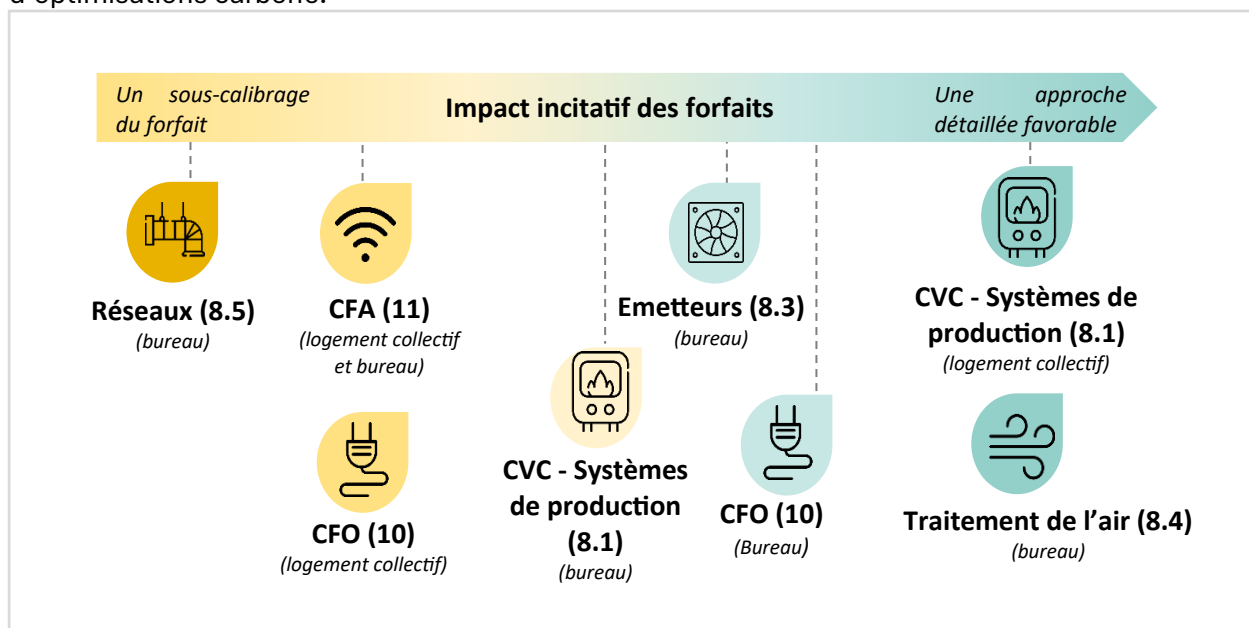 d'optimisations carbone.
Un sous-calibrage
du forfait
Impact incitatif des forfaits
Une approche
détaillée favorable
Réseaux (8.5)
(bureau)
CFA (11)
(logement collectif
et bureau)
Emetteurs (8.3)
(bureau)
CVC - Systèmes de
production (8.1)
(logement collectif)
CFO (10)
(logement collectif)
CVC - Systèmes
de production
(8.1)
(bureau)
CFO (10)
(Bureau)
Traitement de l’air (8.4)
(bureau)